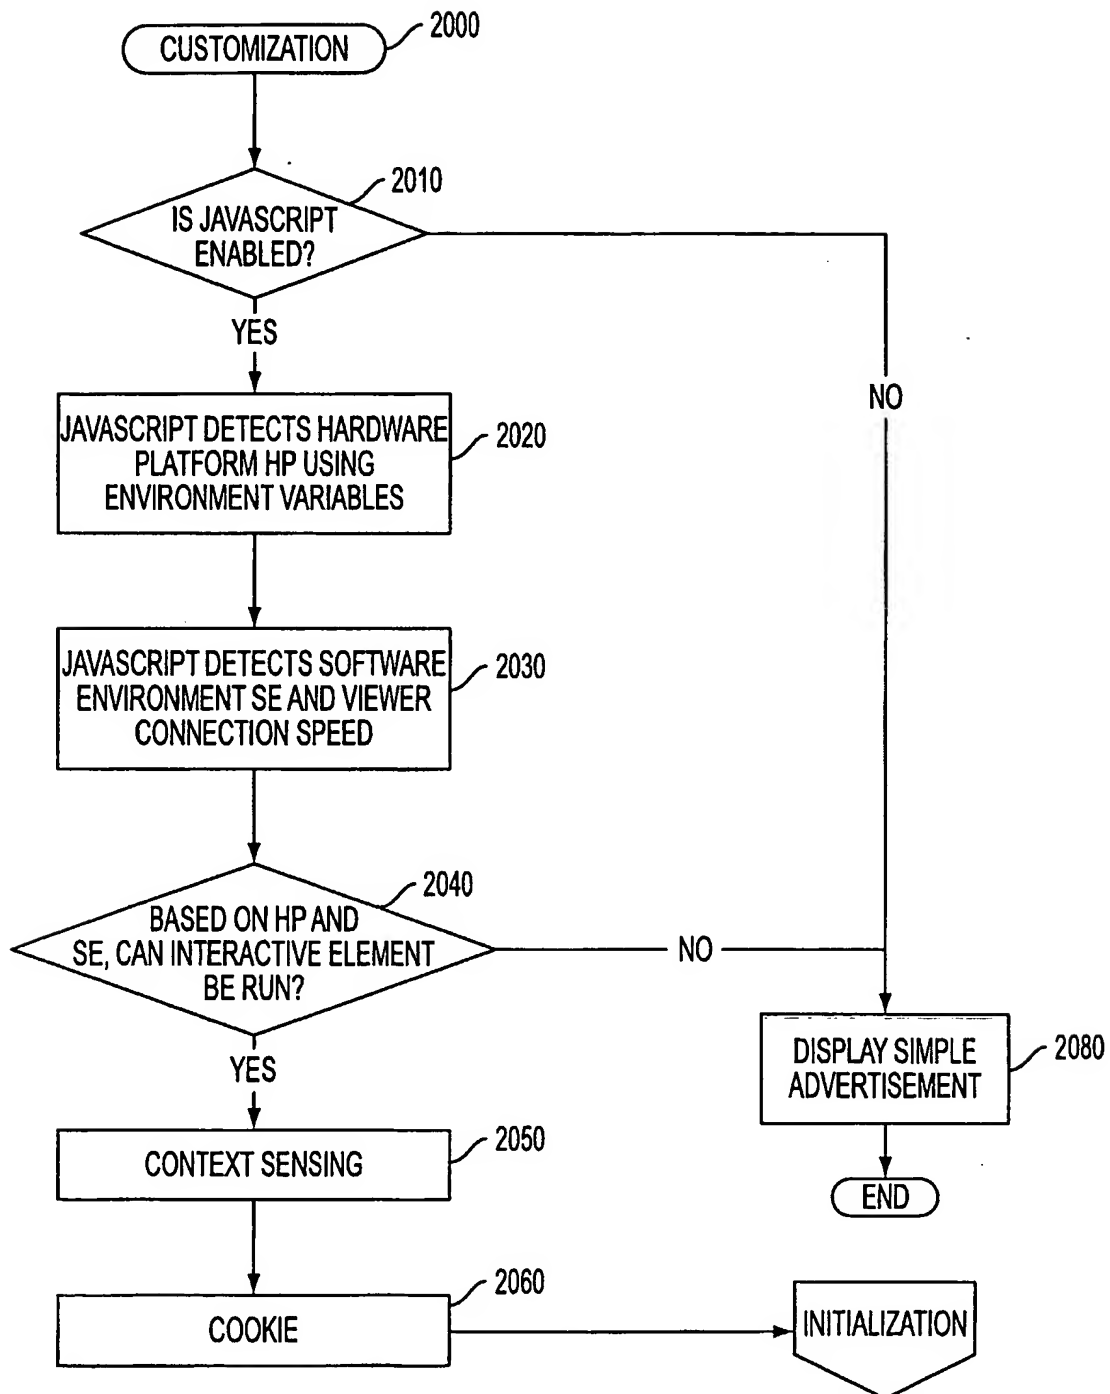 CUSTOMIZATION
2000
IS JAVASCRIPT
ENABLED?
2010
YES
NO
JAVASCRIPT DETECTS HARDWARE
PLATFORM HP USING
ENVIRONMENT VARIABLES
2020
JAVASCRIPT DETECTS SOFTWARE
ENVIRONMENT SE AND VIEWER
CONNECTION SPEED
2030
BASED ON HP AND
SE, CAN INTERACTIVE ELEMENT
BE RUN?
2040
NO
YES
DISPLAY SIMPLE
ADVERTISEMENT
2080
CONTEXT SENSING
2050
END
COOKIE
2060
INITIALIZATION